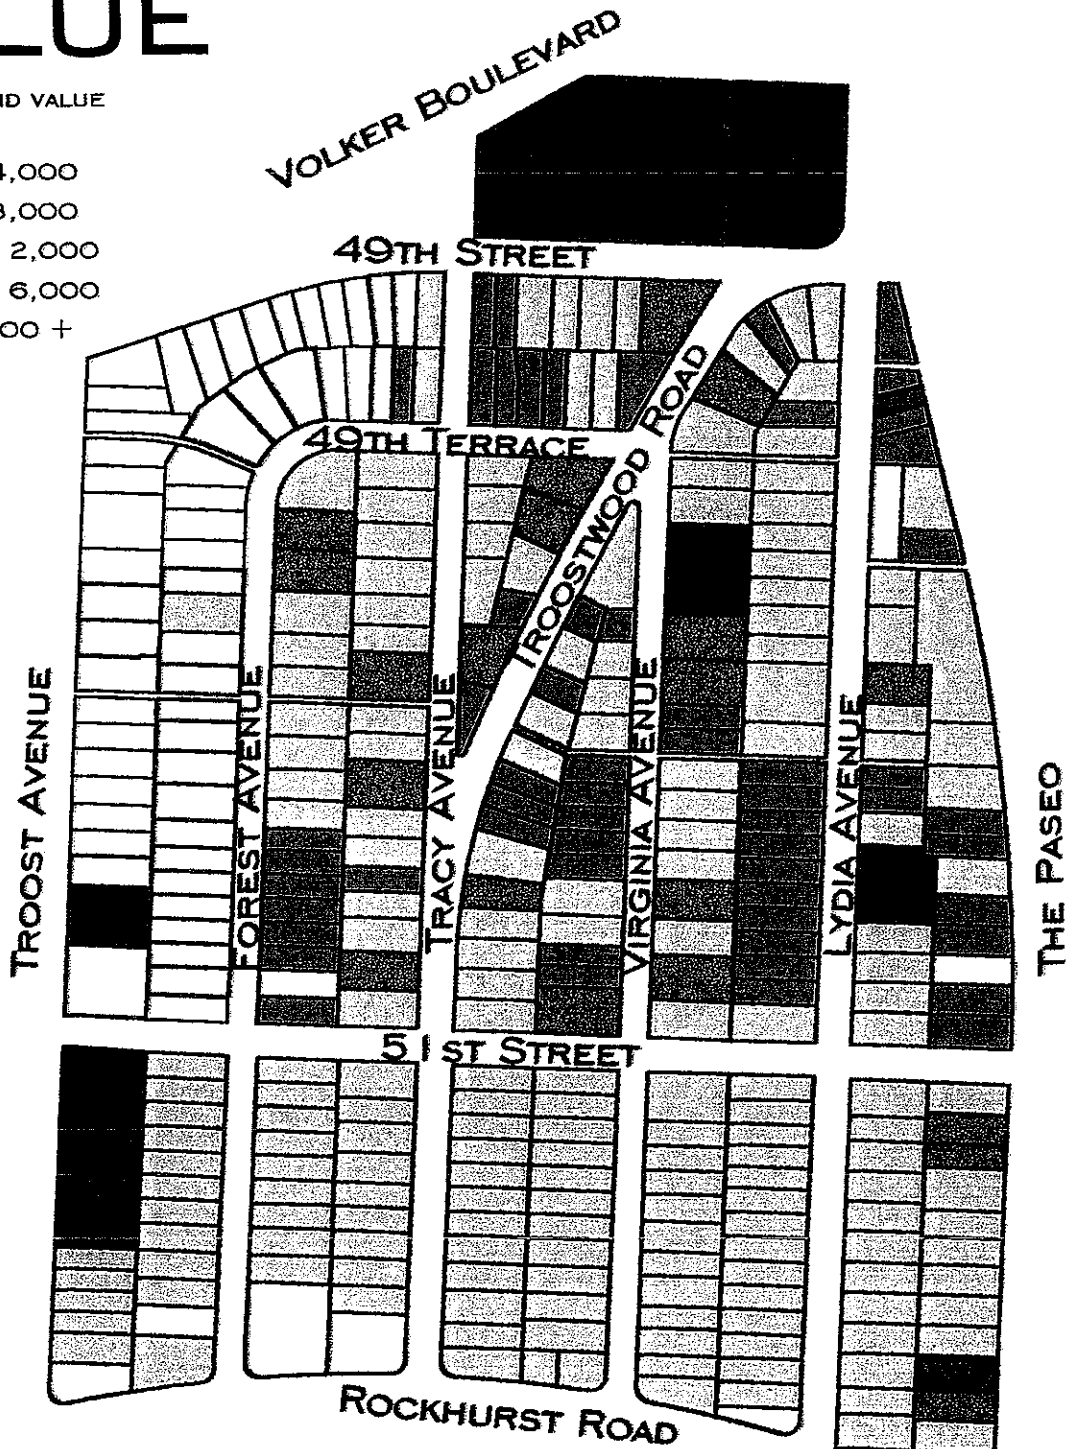 LUE
ND VALUE
4,000
3,000
2,000
6,000
00 +
VOLKER BOULEVARD
49TH STREET
49TH TERRACE
TROOSTWOOD ROAD
TROOST AVENUE
FOREST AVENUE
TRACY AVENUE
VIRGINIA AVENUE
LYDIA AVENUE
THE PASEO
51ST STREET
ROCKHURST ROAD